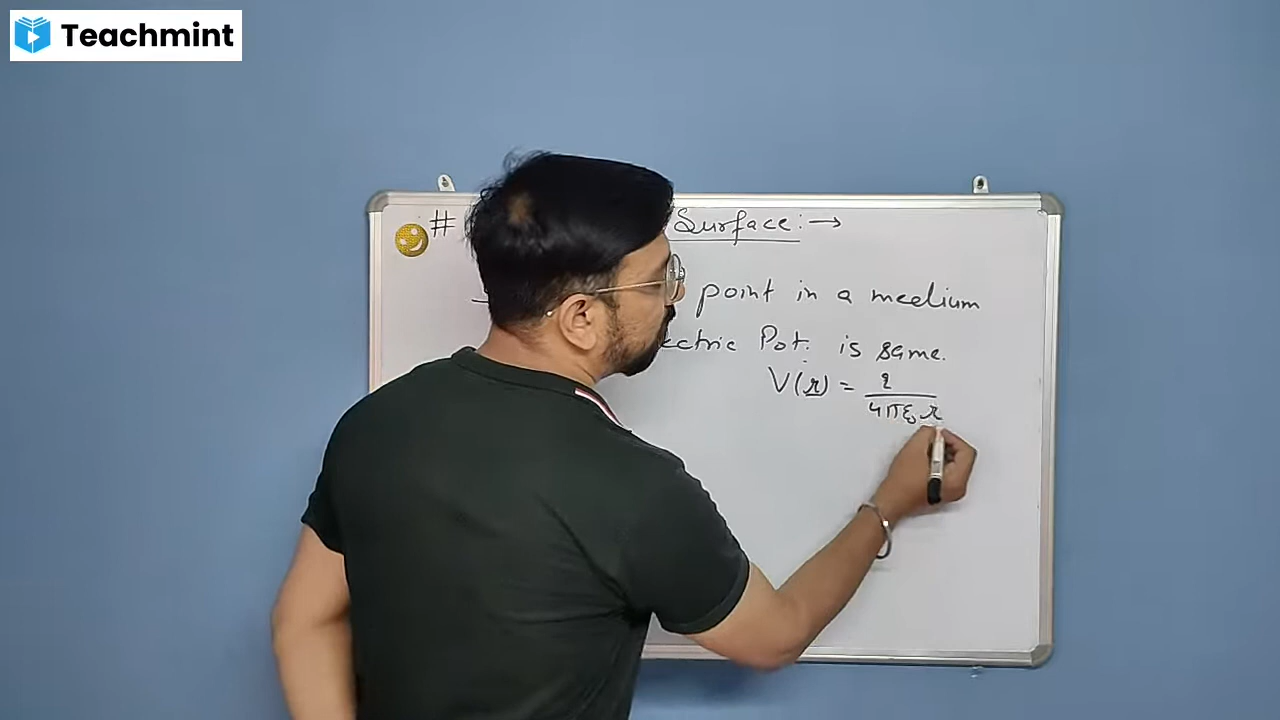 Teachmint
# Surface:→
point in a medium
ectric Pot. is same.
V(r) = q
4πε₀r